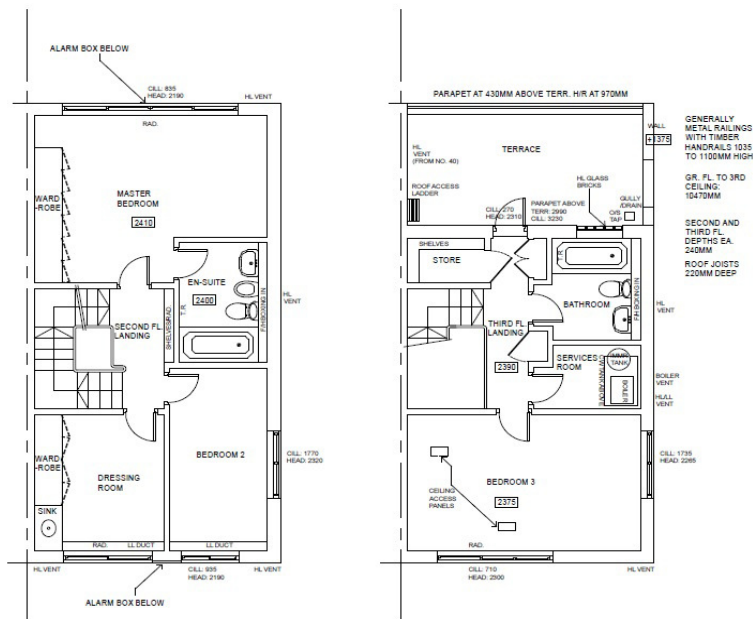 ALARM BOX BELOW
CILL: 835
HEAD: 2190
HL VENT
RAD.
WARD
-ROBE
MASTER
BEDROOM
2410
EN-SUITE
2400
T.R
F/H BOXING IN
HL
VENT
SECOND FL.
LANDING
SHELVES/RAD.
WARD
-ROBE
DRESSING
ROOM
SINK
BEDROOM 2
CILL: 1770
HEAD: 2320
RAD.
LL DUCT
LL DUCT
HL VENT
CILL: 935
HEAD: 2190
HL VENT
ALARM BOX BELOW
PARAPET AT 430MM ABOVE TERR. H/R AT 970MM
WALL
+1375
GENERALLY
METAL RAILINGS
WITH TIMBER
HANDRAILS 1035
TO 1100MM HIGH
GR. FL. TO 3RD
CEILING:
10470MM
SECOND AND
THIRD FL.
DEPTHS EA.
240MM
ROOF JOISTS
220MM DEEP
HL
VENT
(FROM NO. 40)
TERRACE
ROOF ACCESS
LADDER
HL GLASS
BRICKS
CILL: 270
HEAD: 2310
PARAPET ABOVE
TERR: 2990
CILL: 3230
GULLY
/DRAIN
O/S
TAP
SHELVES
STORE
T.R
BATHROOM
F/H BOXING IN
HL
VENT
THIRD FL.
LANDING
2390
SERVICES
ROOM
IMMR
TANK
BOILER
BOILER
VENT
HL/LL
VENT
BEDROOM 3
2375
CEILING
ACCESS
PANELS
CILL: 1735
HEAD: 2265
RAD.
CILL: 710
HEAD: 2300
HL VENT